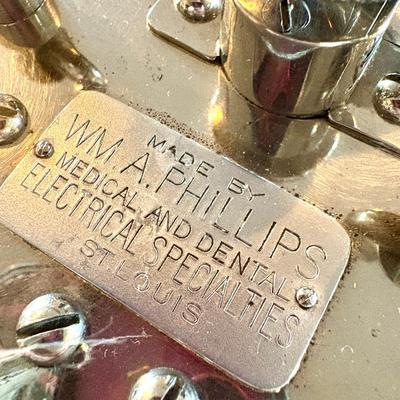 MADE BY
WM A. PHILLIPS
MEDICAL AND DENTAL
ELECTRICAL SPECIALTIES
ST. LOUIS